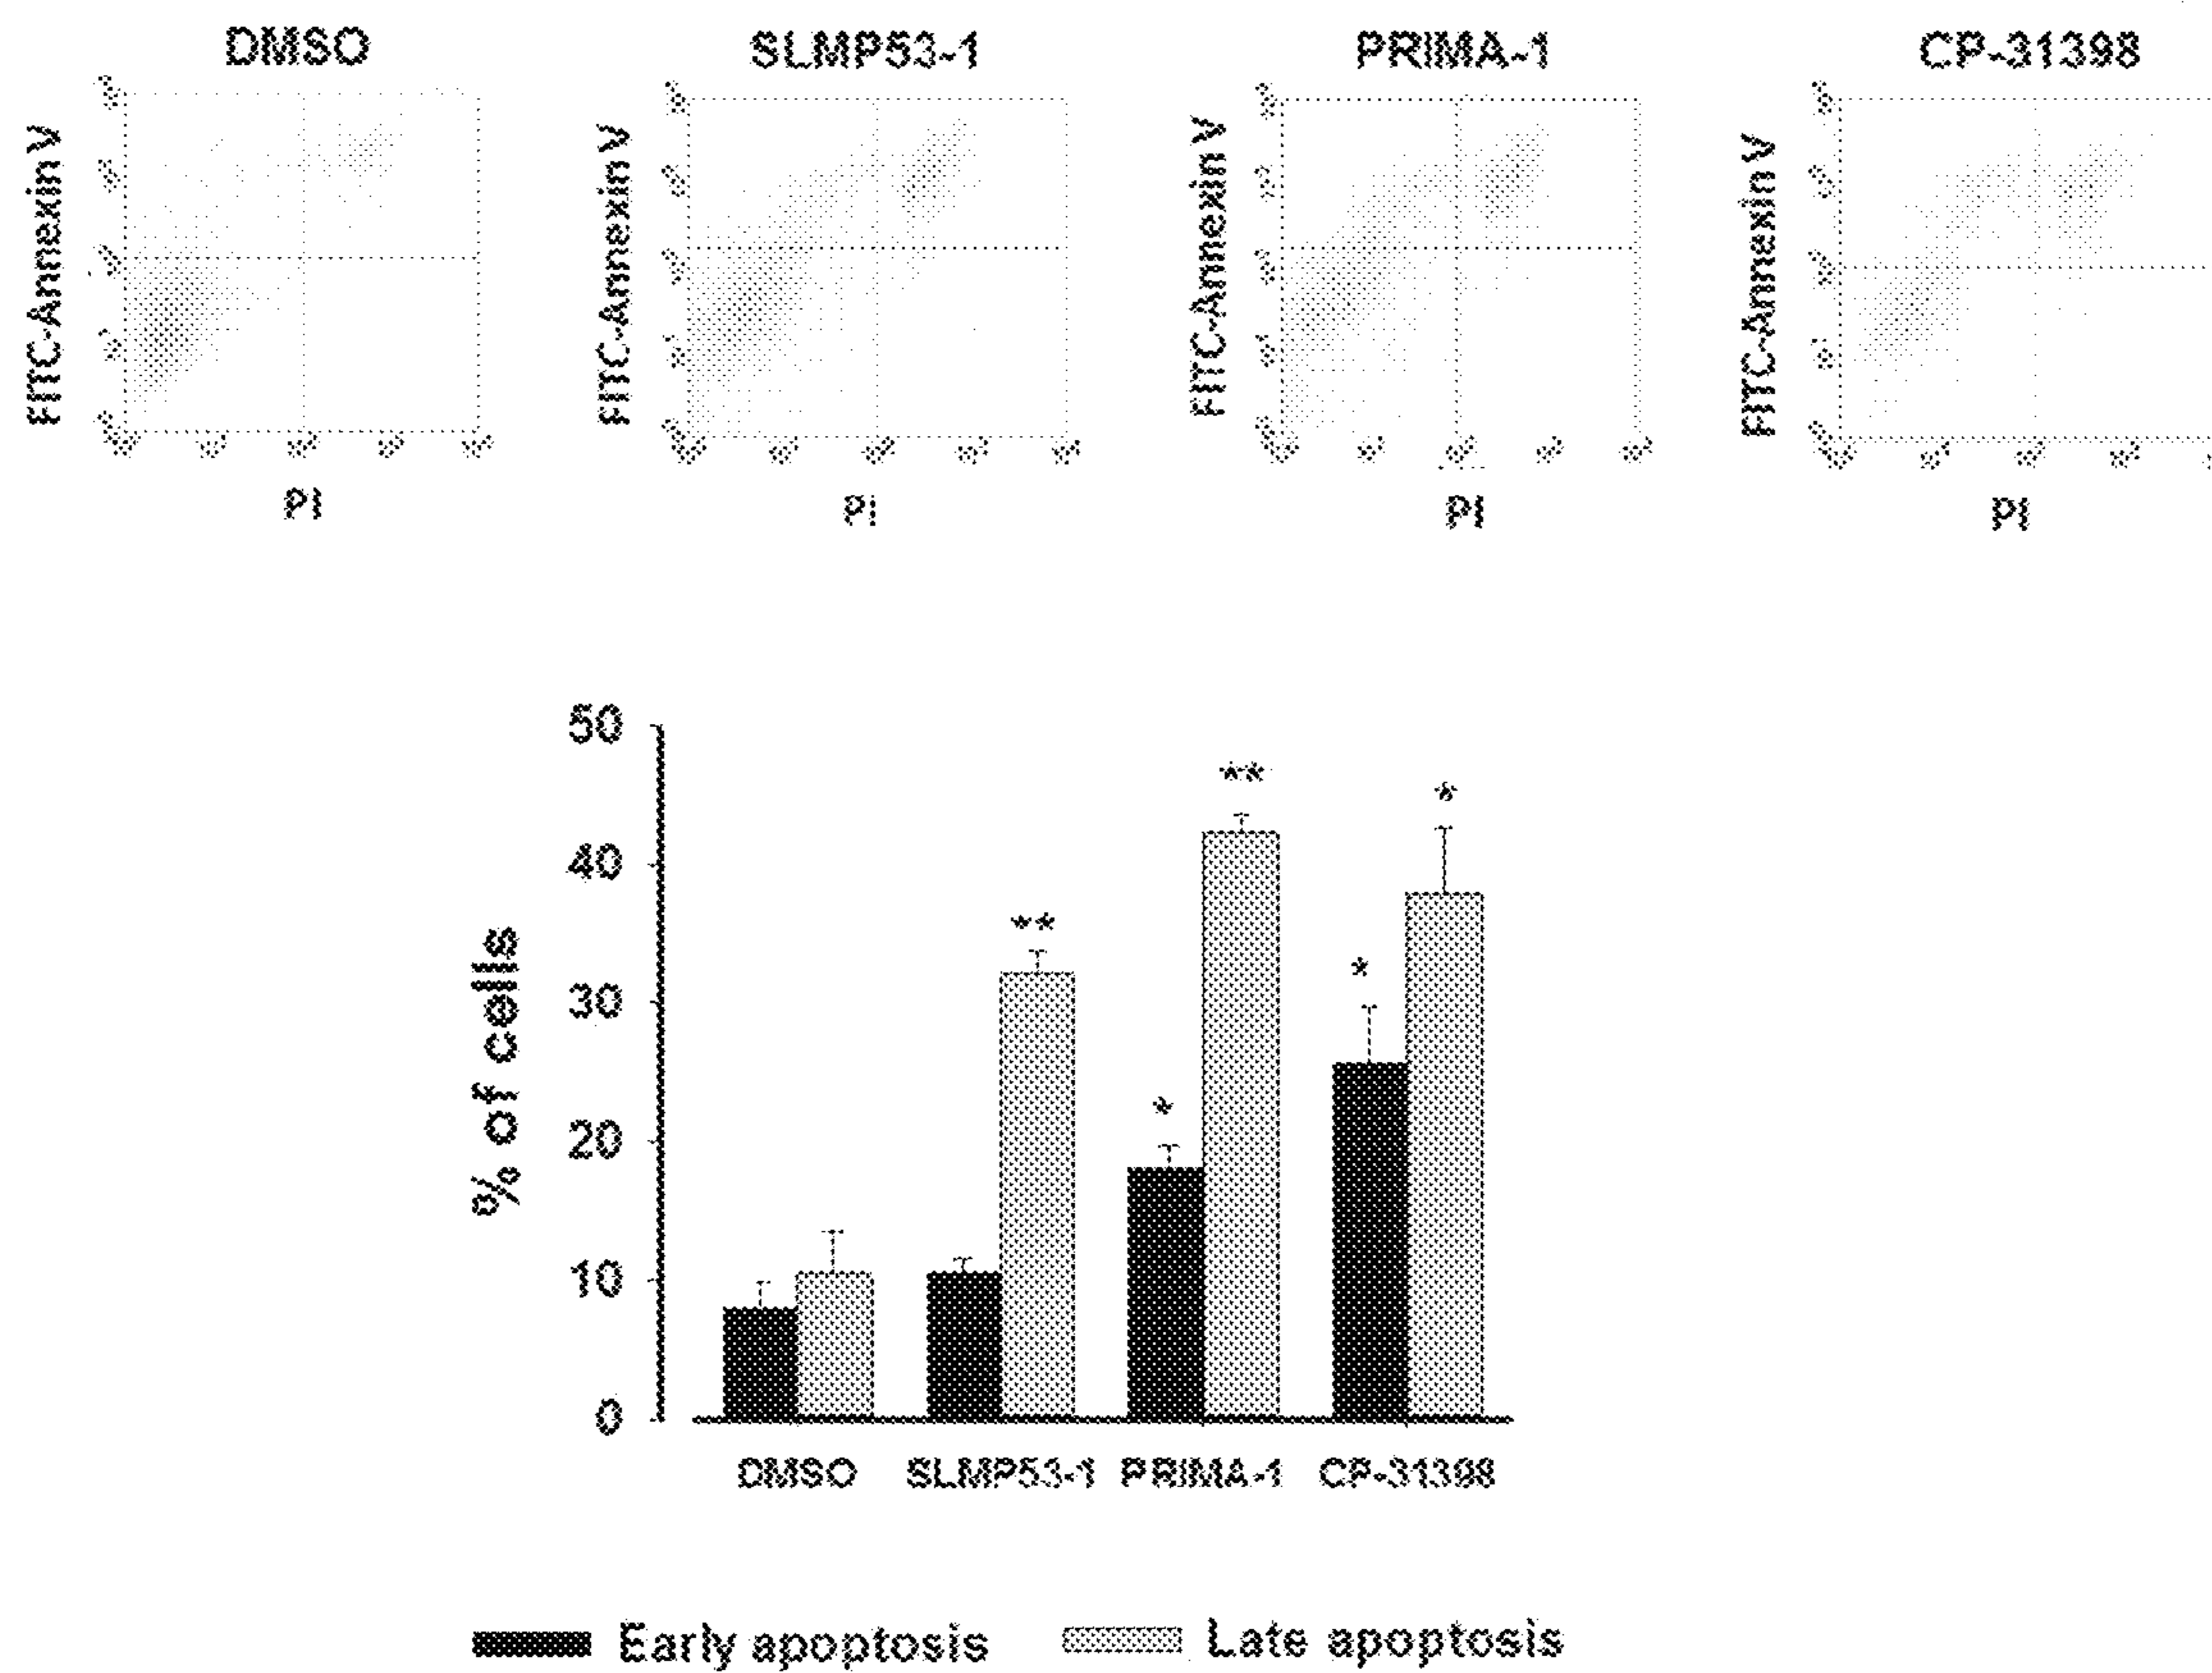 DMSO SLMP53-1 PRIMA-1 CP-31398
FITC-Annexin V
FITC-Annexin V
FITC-Annexin V
FITC-Annexin V
PI PI PI PI
% of cells
50
**
*
40
**
*
30
*
20
10
0
DMSO SLMP53-1 PRIMA-1 CP-31398
Early apoptosis Late apoptosis